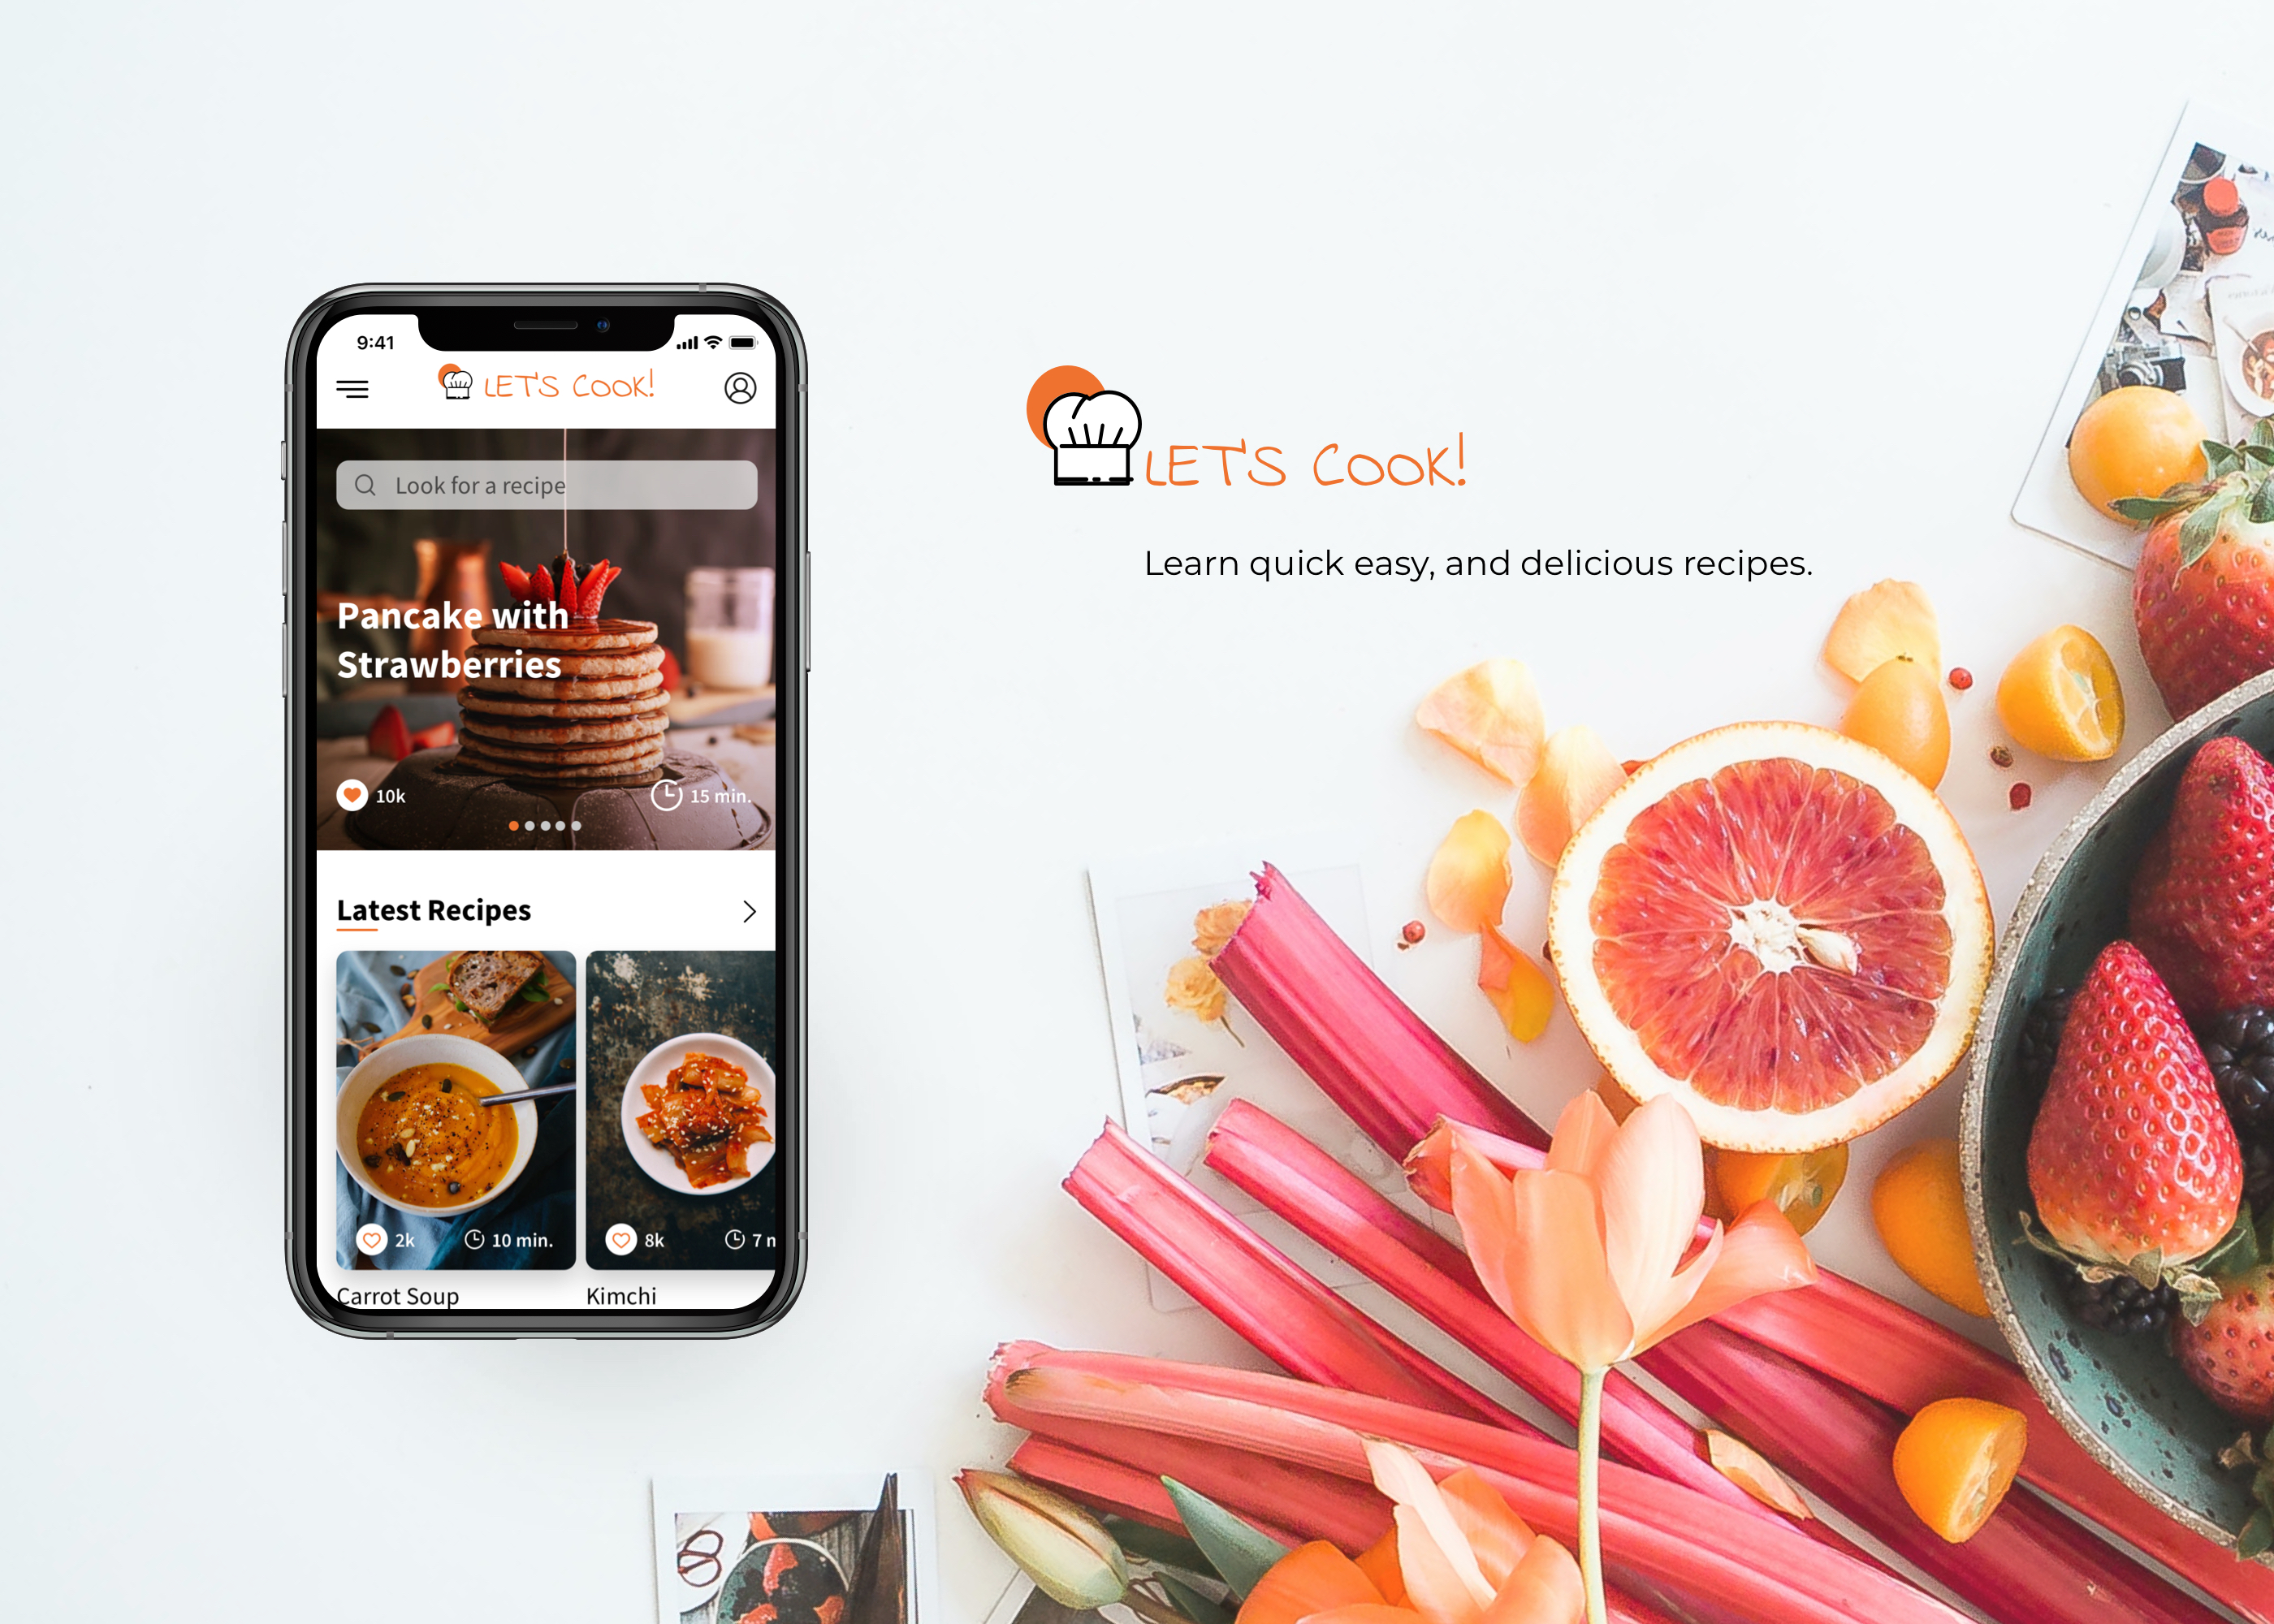 9:41
LET'S COOK!
Look for a recipe
Pancake with
Strawberries
10k
15 min.
Latest Recipes
2k
10 min.
8k
Carrot Soup
Kimchi
LET'S COOK!
Learn quick easy, and delicious recipes.